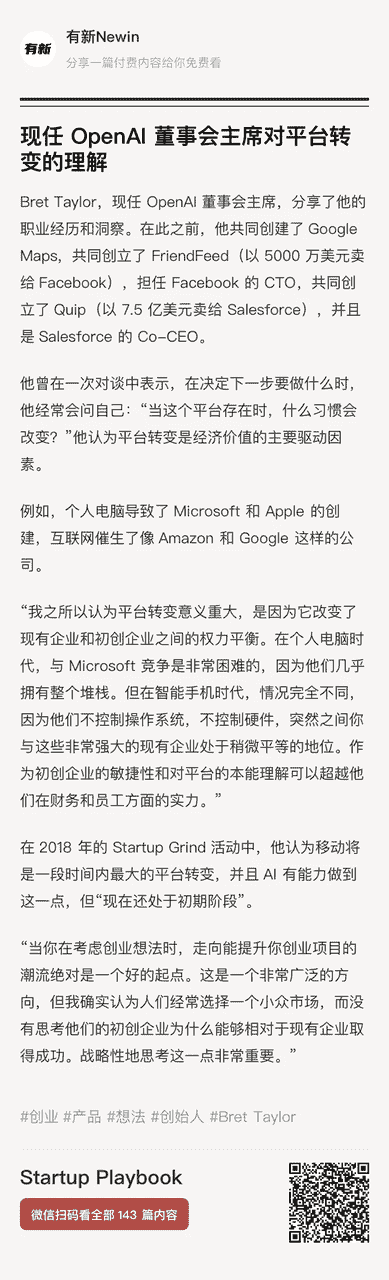 有新
有新Newin
分享一篇付费内容给你免费看
现任 OpenAI 董事会主席对平台转
变的理解
Bret Taylor，现任 OpenAI 董事会主席，分享了他的
职业经历和洞察。在此之前，他共同创建了 Google
Maps，共同创立了 FriendFeed（以 5000 万美元卖
给 Facebook），担任 Facebook 的 CTO，共同创
立了 Quip（以 7.5 亿美元卖给 Salesforce），并且
是 Salesforce 的 Co-CEO。
他曾在一次对谈中表示，在决定下一步要做什么时，
他经常会问自己：“当这个平台存在时，什么习惯会
改变？”他认为平台转变是经济价值的主要驱动因
素。
例如，个人电脑导致了 Microsoft 和 Apple 的创
建，互联网催生了像 Amazon 和 Google 这样的公
司。
“我之所以认为平台转变意义重大，是因为它改变了
现有企业和初创企业之间的权力平衡。在个人电脑时
代，与 Microsoft 竞争是非常困难的，因为他们几乎
拥有整个堆栈。但在智能手机时代，情况完全不同，
因为他们不控制操作系统，不控制硬件，突然之间你
与这些非常强大的现有企业处于稍微平等的地位。作
为初创企业的敏捷性和对平台的本能理解可以超越他
们在财务和员工方面的实力。”
在 2018 年的 Startup Grind 活动中，他认为移动将
是一段时间内最大的平台转变，并且 AI 有能力做到
这一点，但“现在还处于初期阶段”。
“当你在考虑创业想法时，走向能提升你创业项目的
潮流绝对是一个好的起点。这是一个非常广泛的方
向，但我确实认为人们经常选择一个小众市场，而没
有思考他们的初创企业为什么能够相对于现有企业取
得成功。战略性地思考这一点非常重要。”
#创业 #产品 #想法 #创始人 #Bret Taylor
Startup Playbook
微信扫码看全部 143 篇内容